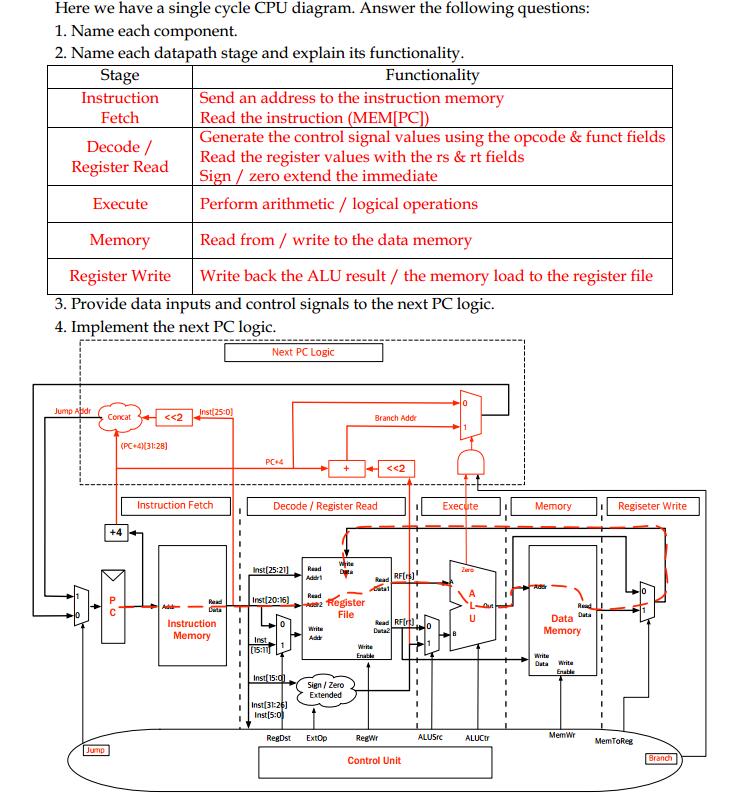 Here we have a single cycle CPU diagram. Answer the following questions:
1. Name each component.
2. Name each datapath stage and explain its functionality.
Stage
Functionality
Instruction
Fetch
Send an address to the instruction memory
Read the instruction (MEM[PC])
Decode /
Register Read
Generate the control signal values using the opcode & funct fields
Read the register values with the rs & rt fields
Sign / zero extend the immediate
Execute
Perform arithmetic / logical operations
Memory
Read from / write to the data memory
Register Write
Write back the ALU result / the memory load to the register file
3. Provide data inputs and control signals to the next PC logic.
4. Implement the next PC logic.
Next PC Logic
Jump Addr
Concat
<<2
Inst[25:0]
Branch Addr
0
1
(PC+4)[31:28]
PC+4
+
<<2
Instruction Fetch
Decode / Register Read
Execute
Memory
Regiseter Write
+4
1
0
P
C
Addr
Read
Data
Instruction
Memory
Inst[25:21]
Inst[20:16]
Inst
[15:11]
Inst[15:0]
Inst[31:26]
Inst[5:0]
0
1
Read
Addr1
Read
Addr2
Write
Addr
Write
Data
Register
File
Read
Data1
Read
Data2
Write
Enable
RF[rs]
RF[rt]
Sign / Zero
Extended
0
1
Zero
A
B
A
L
U
Out
Addr
Read
Data
Data
Memory
Write
Data
Write
Enable
0
1
RegDst
ExtOp
RegWr
ALUSrc
ALUCtr
MemWr
MemToReg
Jump
Control Unit
Branch